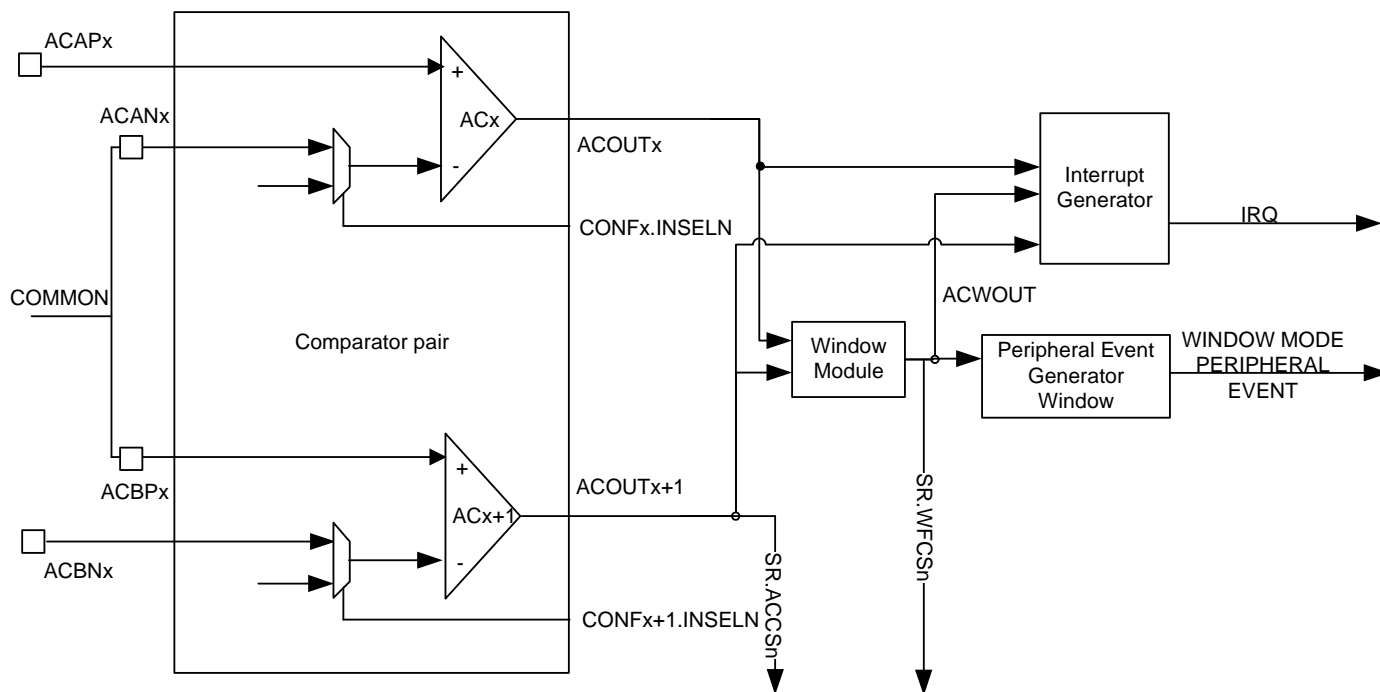 ACAPx
ACANx
+
ACx
-
ACOUTx
CONFx.INSELN
Interrupt
Generator
IRQ
COMMON
Comparator pair
ACWOUT
Window
Module
Peripheral Event
Generator
Window
WINDOW MODE
PERIPHERAL
EVENT
ACBPx
ACBNx
+
ACx+1
-
ACOUTx+1
CONFx+1.INSELN
SR.ACCSn
SR.WFCSn